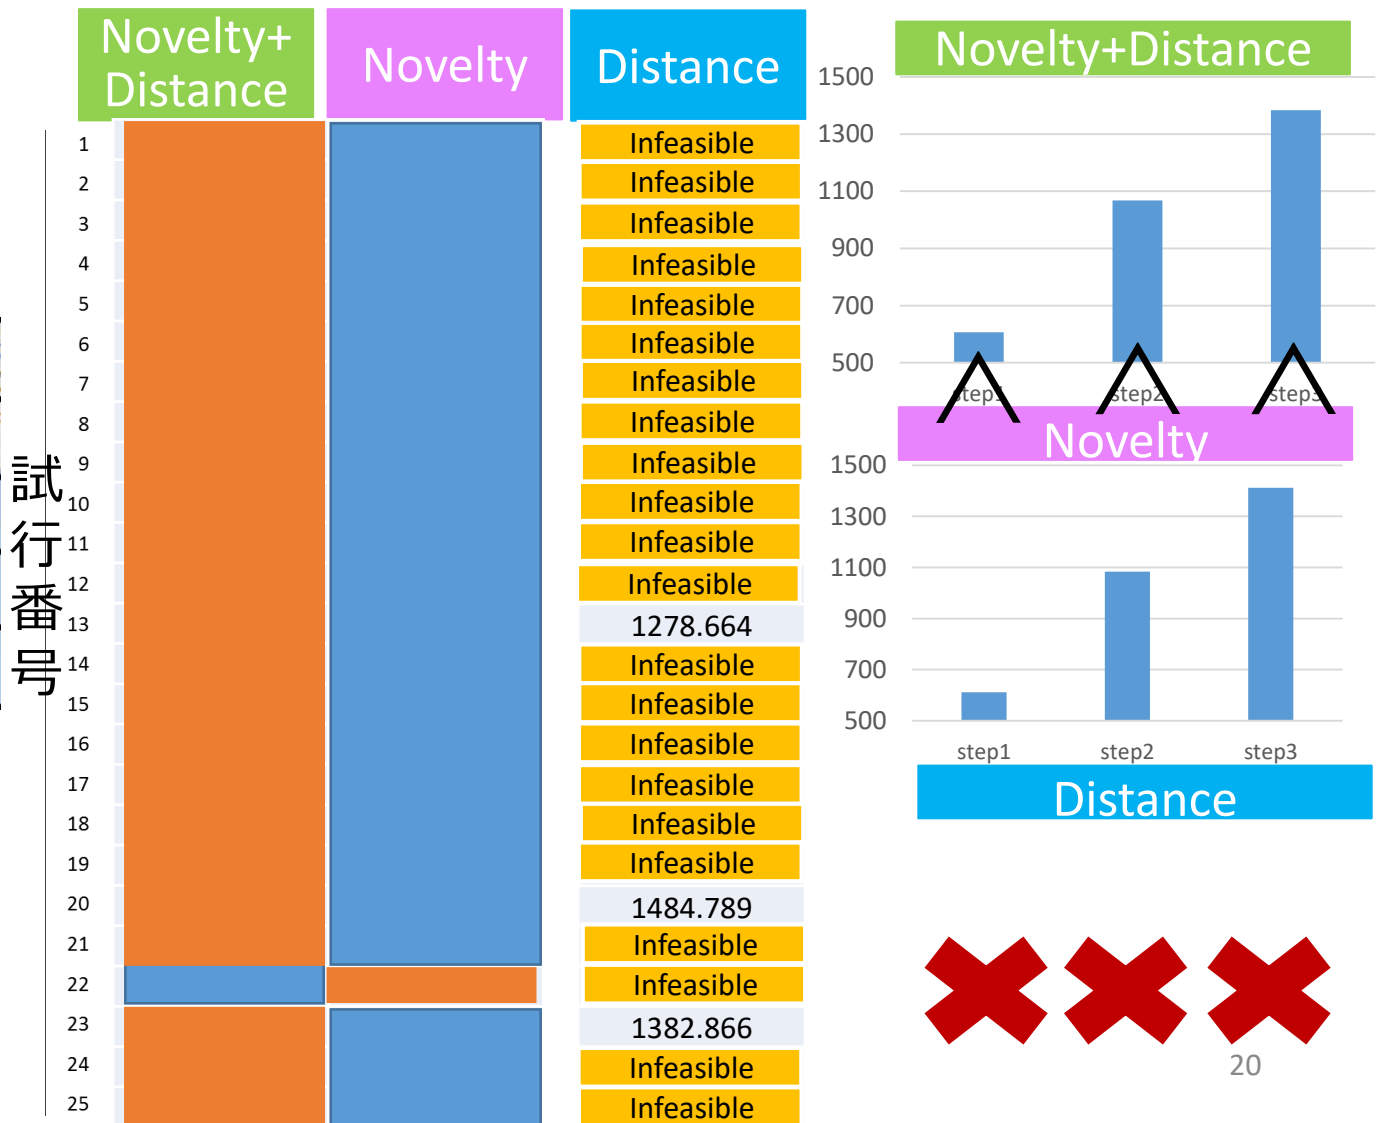 Novelty+
Distance
Novelty
Distance
試行番号
1 Infeasible
2 Infeasible
3 Infeasible
4 Infeasible
5 Infeasible
6 Infeasible
7 Infeasible
8 Infeasible
9 Infeasible
10 Infeasible
11 Infeasible
12 Infeasible
13 1278.664
14 Infeasible
15 Infeasible
16 Infeasible
17 Infeasible
18 Infeasible
19 Infeasible
20 1484.789
21 Infeasible
22 Infeasible
23 1382.866
24 Infeasible
25 Infeasible
Novelty+Distance
1500
1300
1100
900
700
500
step1 step2 step3
Novelty
1500
1300
1100
900
700
500
step1 step2 step3
Distance
20